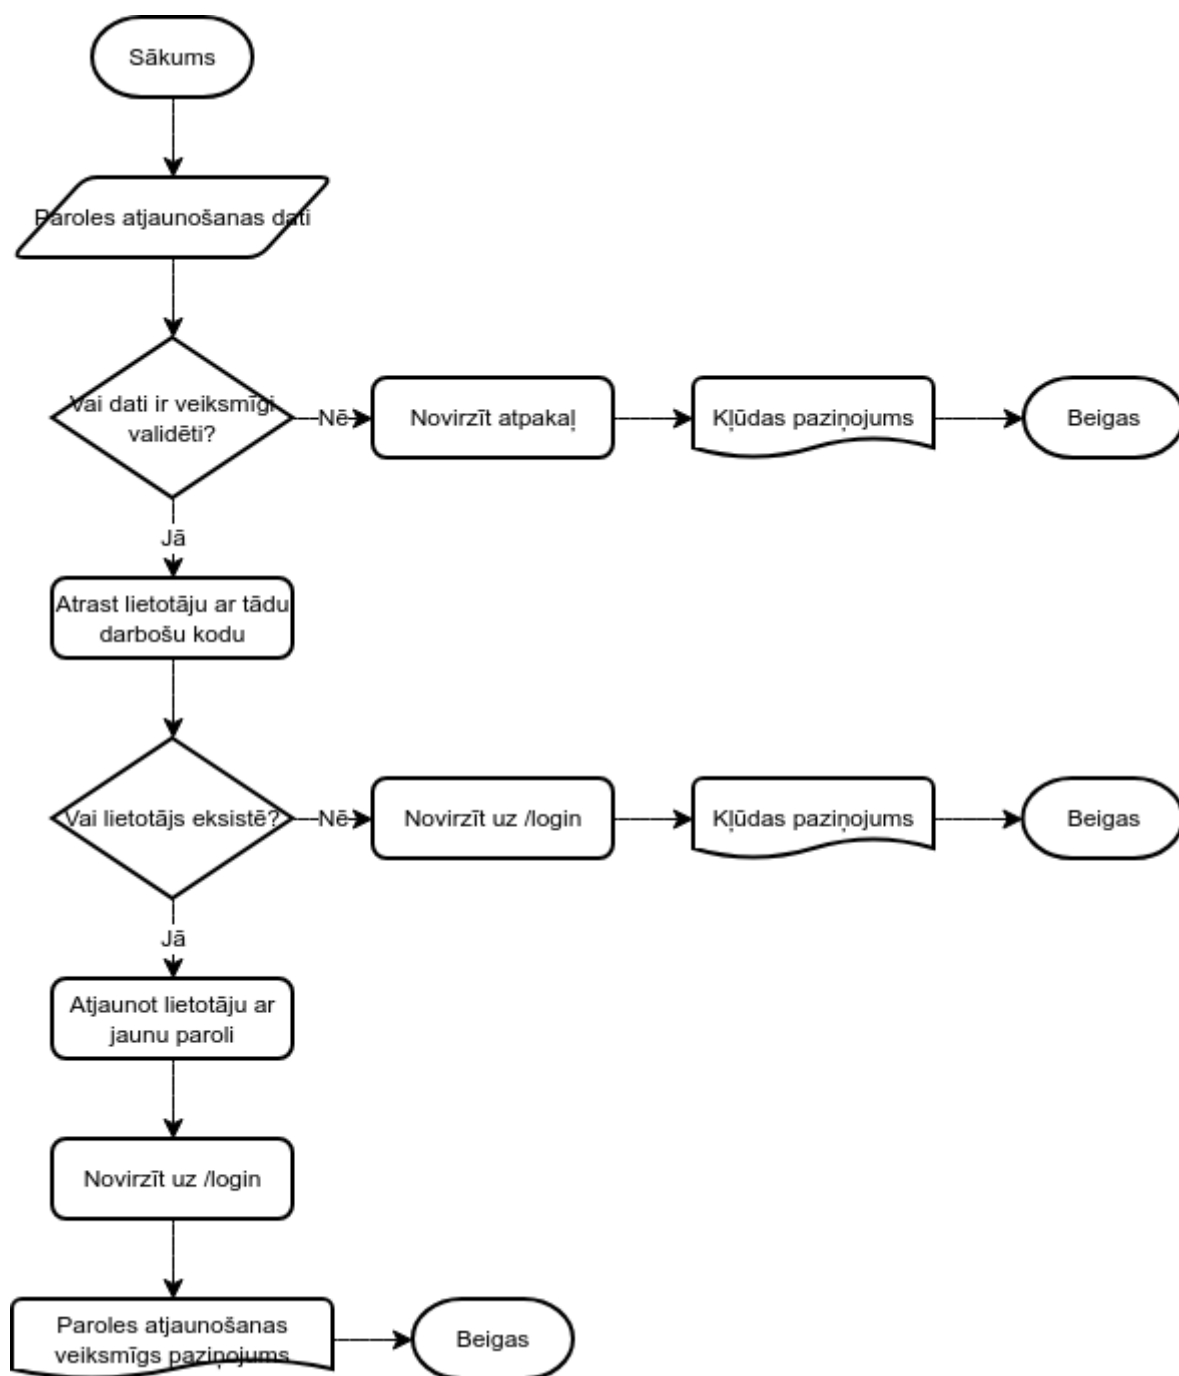 Sākums
Paroles atjaunošanas dati
Vai dati ir veiksmīgi
validēti?
Nē
Novirzīt atpakaļ
Kļūdas paziņojums
Beigas
Jā
Atrast lietotāju ar tādu
darbošu kodu
Vai lietotājs eksistē?
Nē
Novirzīt uz /login
Kļūdas paziņojums
Beigas
Jā
Atjaunot lietotāju ar
jaunu paroli
Novirzīt uz /login
Paroles atjaunošanas
veiksmīgs paziņojums
Beigas